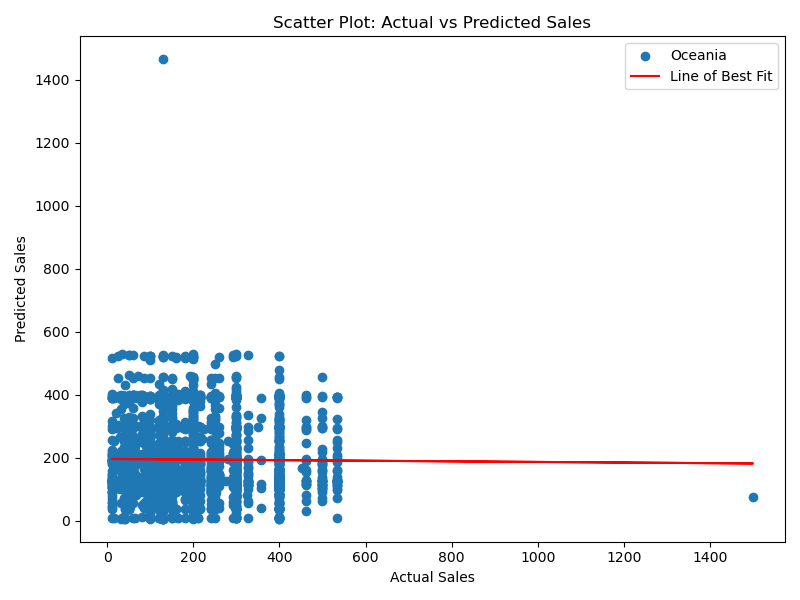 Scatter Plot: Actual vs Predicted Sales
Oceania
Line of Best Fit
1400
1200
1000
800
600
400
200
0
Predicted Sales
0 200 400 600 800 1000 1200 1400
Actual Sales